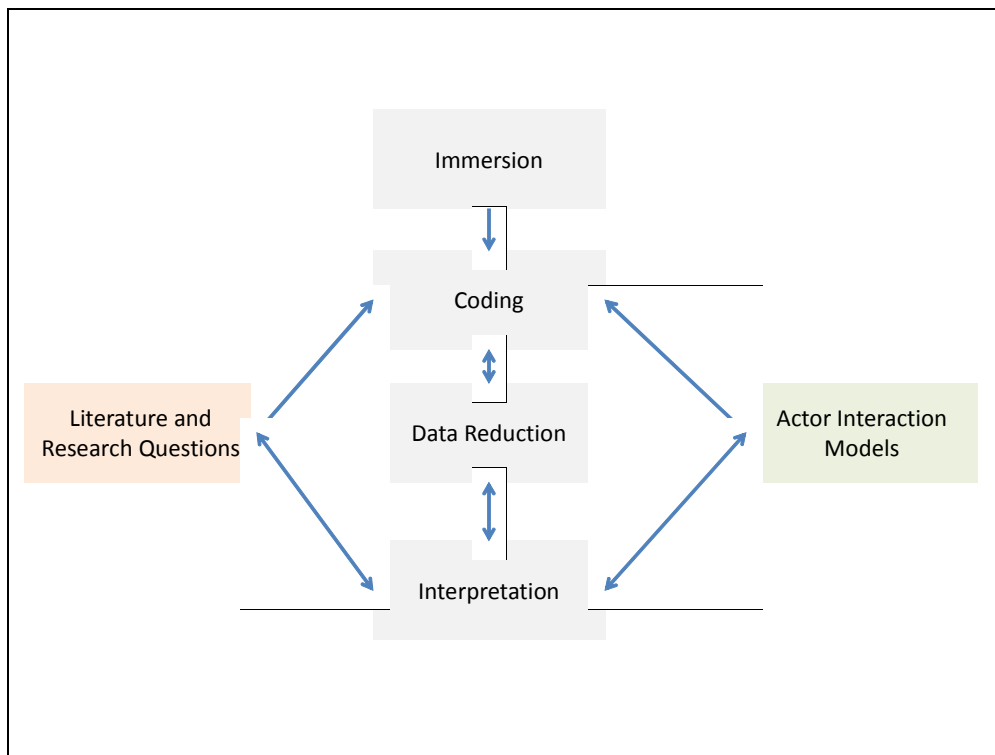 Immersion
Coding
Literature and
Research Questions
Data Reduction
Actor Interaction
Models
Interpretation